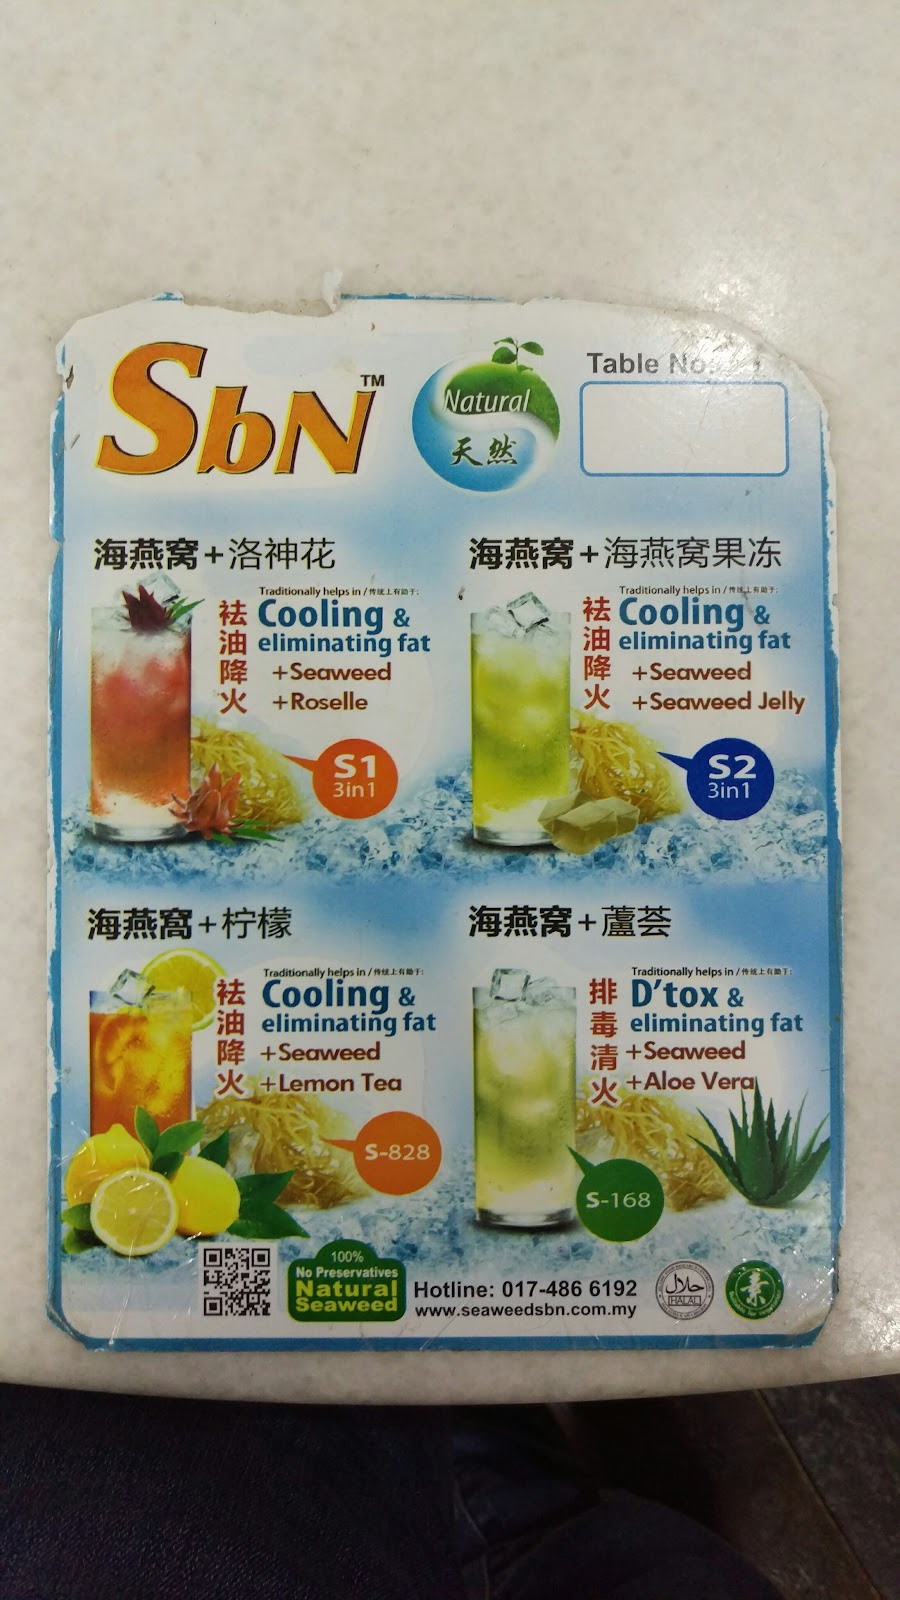 SbN™
Natural
天然
Table No.
海燕窝+洛神花
Traditionally helps in / 传统上有助于:
祛油降火
Cooling &
eliminating fat
+Seaweed
+Roselle
S1
3in1
海燕窝+海燕窝果冻
Traditionally helps in / 传统上有助于:
祛油降火
Cooling &
eliminating fat
+Seaweed
+Seaweed Jelly
S2
3in1
海燕窩+柠檬
Traditionally helps in / 传统上有助于:
祛油降火
Cooling &
eliminating fat
+Seaweed
+Lemon Tea
S-828
海燕窝+蘆荟
Traditionally helps in / 传统上有助于:
排毒清火
D'tox &
eliminating fat
+Seaweed
+Aloe Vera
S-168
100%
No Preservatives
Natural
Seaweed
Hotline: 017-486 6192
www.seaweedsbn.com.my
حلال
HALAL
素